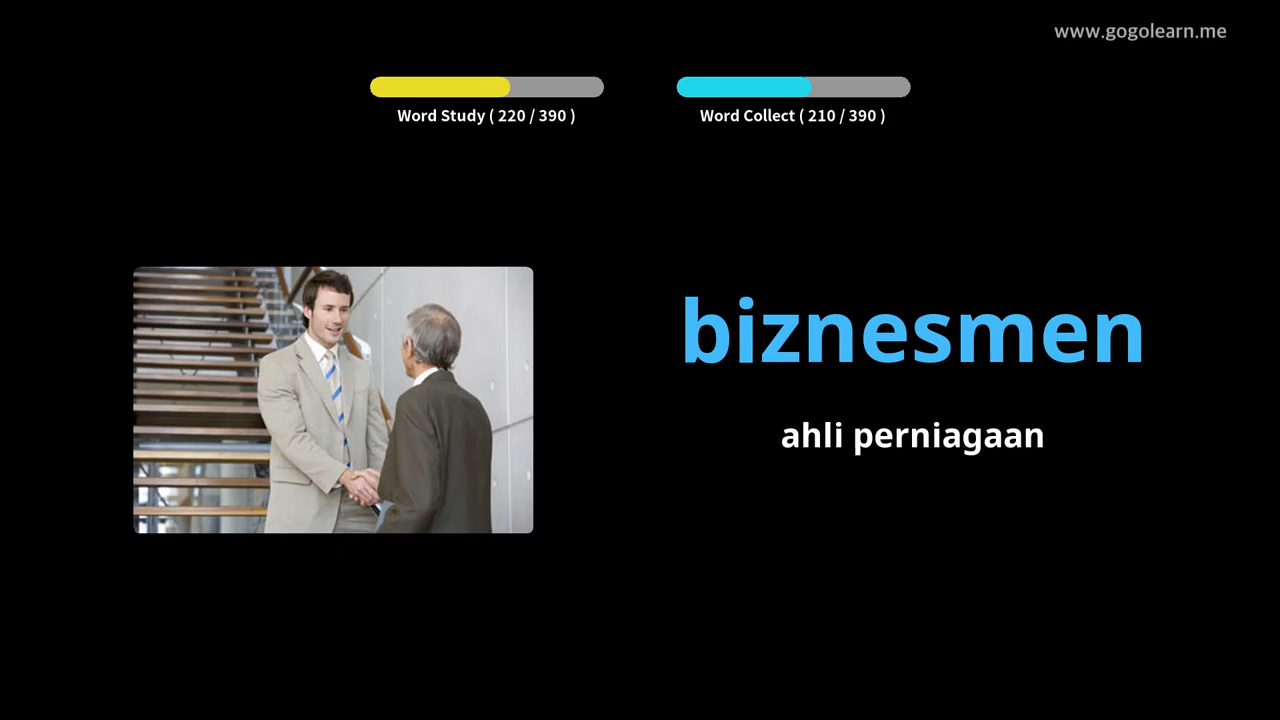 www.gogolearn.me
Word Study ( 220 / 390 )
Word Collect ( 210 / 390 )
biznesmen
ahli perniagaan